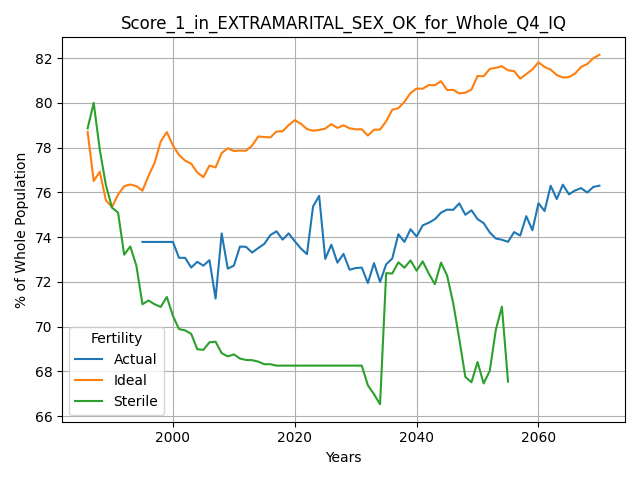 Score_1_in_EXTRAMARITAL_SEX_OK_for_Whole_Q4_IQ
% of Whole Population
82
80
78
76
74
72
70
68
66
Fertility
Actual
Ideal
Sterile
2000 2020 2040 2060
Years